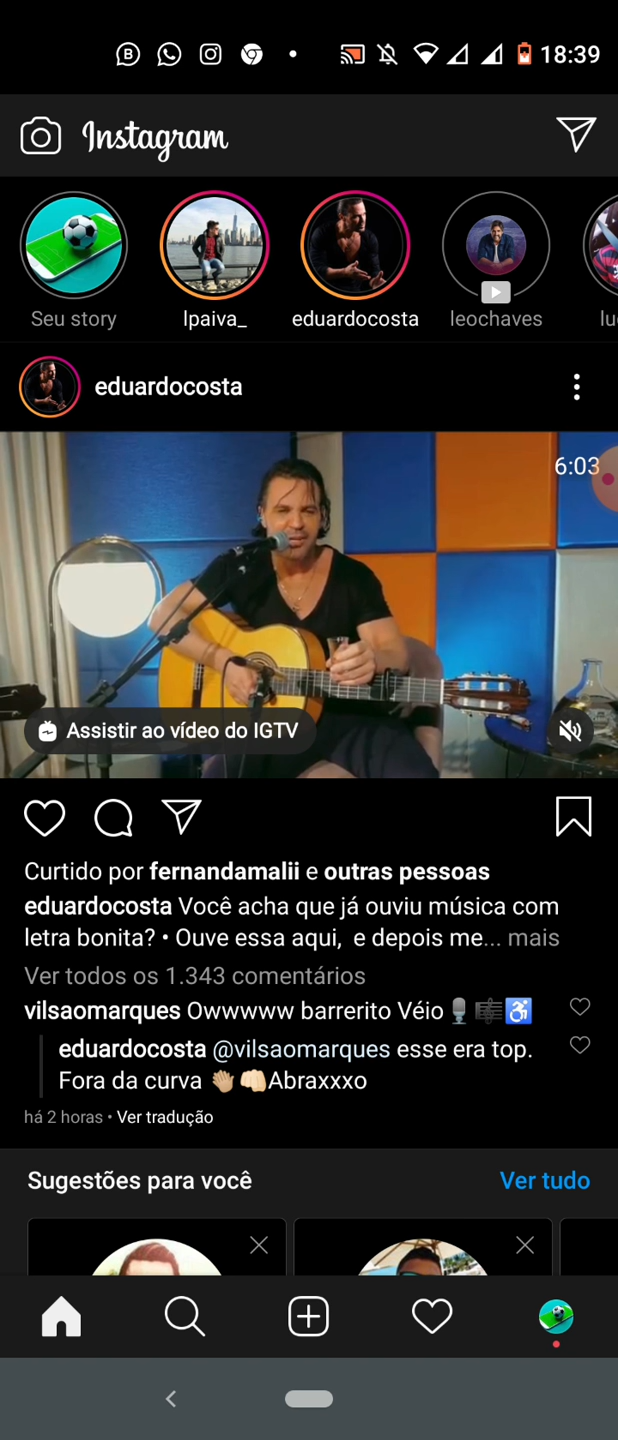 18:39
Instagram
Seu story
lpaiva_
eduardocosta
leochaves
eduardocosta
6:03
Assistir ao vídeo do IGTV
Curtido por fernandamalii e outras pessoas
eduardocosta Você acha que já ouviu música com
letra bonita? • Ouve essa aqui, e depois me... mais
Ver todos os 1.343 comentários
vilsaomarques Owwwww barrerito Véio 🎙️🎼♿
eduardocosta @vilsaomarques esse era top.
Fora da curva 👋🏼👊🏻Abraxxxo
há 2 horas • Ver tradução
Sugestões para você
Ver tudo